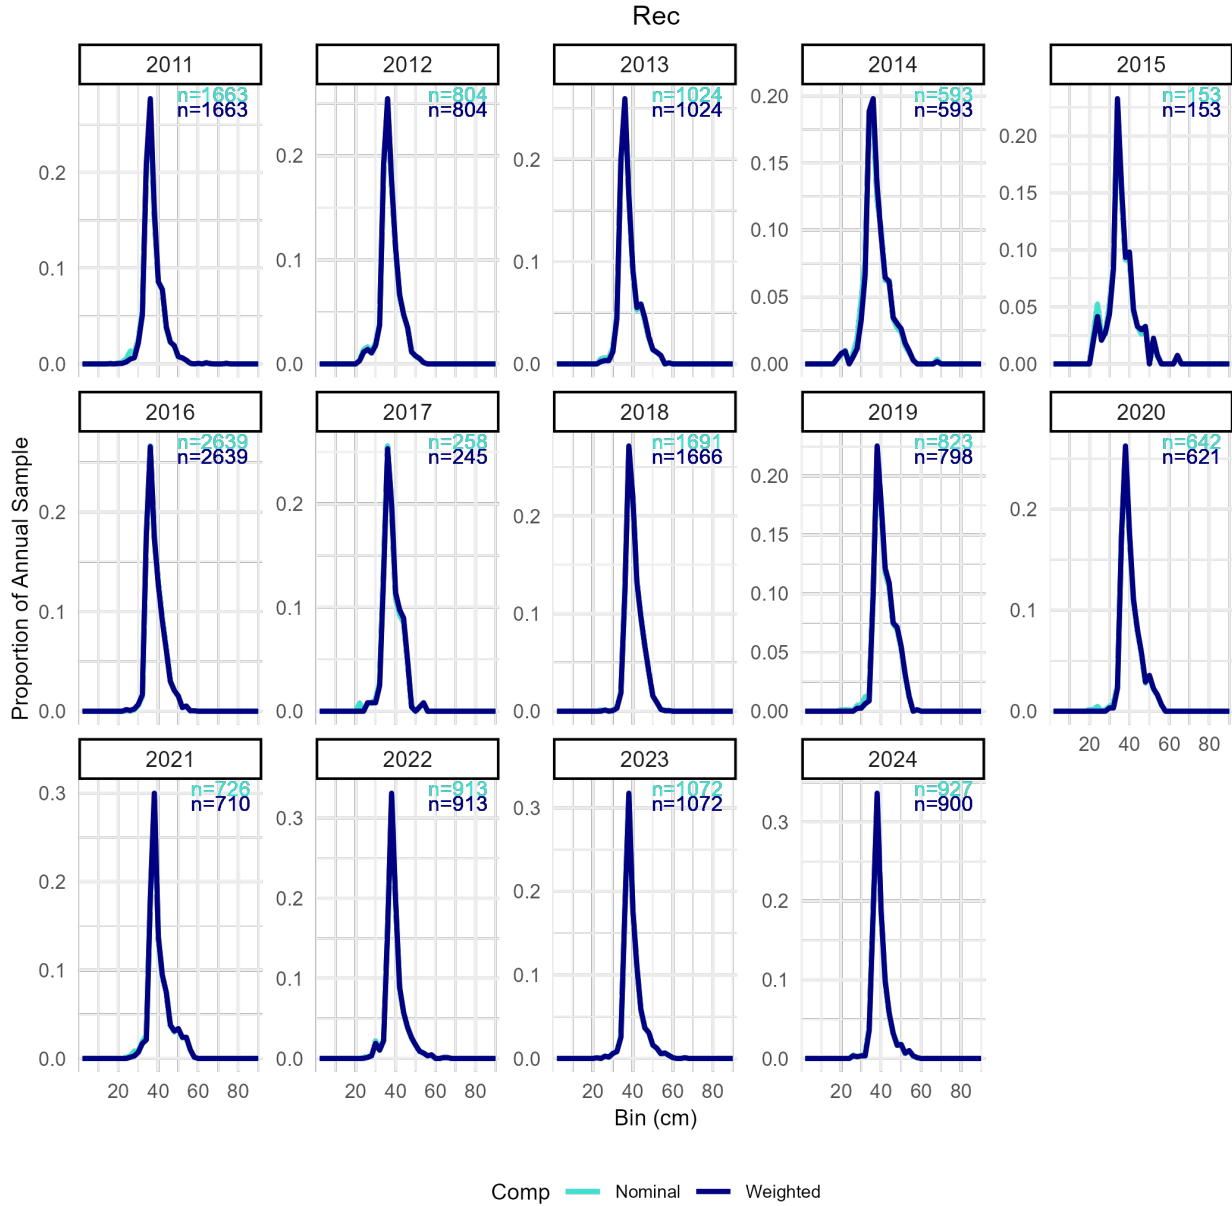 Rec
2011 2012 2013 2014 2015
n=1663 n=804 n=1024 n=593 n=153
n=1663 n=804 n=1024 n=593 n=153
0.2 0.1 0.0
0.2 0.1 0.0
0.2 0.1 0.0
0.20 0.15 0.10 0.05 0.00
0.20 0.15 0.10 0.05 0.00
2016 2017 2018 2019 2020
n=2639 n=258 n=1691 n=823 n=642
n=2639 n=245 n=1666 n=798 n=621
0.2 0.1 0.0
0.2 0.1 0.0
0.2 0.1 0.0
0.20 0.15 0.10 0.05 0.00
0.2 0.1 0.0
20 40 60 80
Proportion of Annual Sample
2021 2022 2023 2024
n=726 n=913 n=1072 n=927
n=710 n=913 n=1072 n=900
0.3 0.2 0.1 0.0
0.3 0.2 0.1 0.0
0.3 0.2 0.1 0.0
0.3 0.2 0.1 0.0
20 40 60 80 20 40 60 80 20 40 60 80 20 40 60 80
Bin (cm)
Comp Nominal Weighted